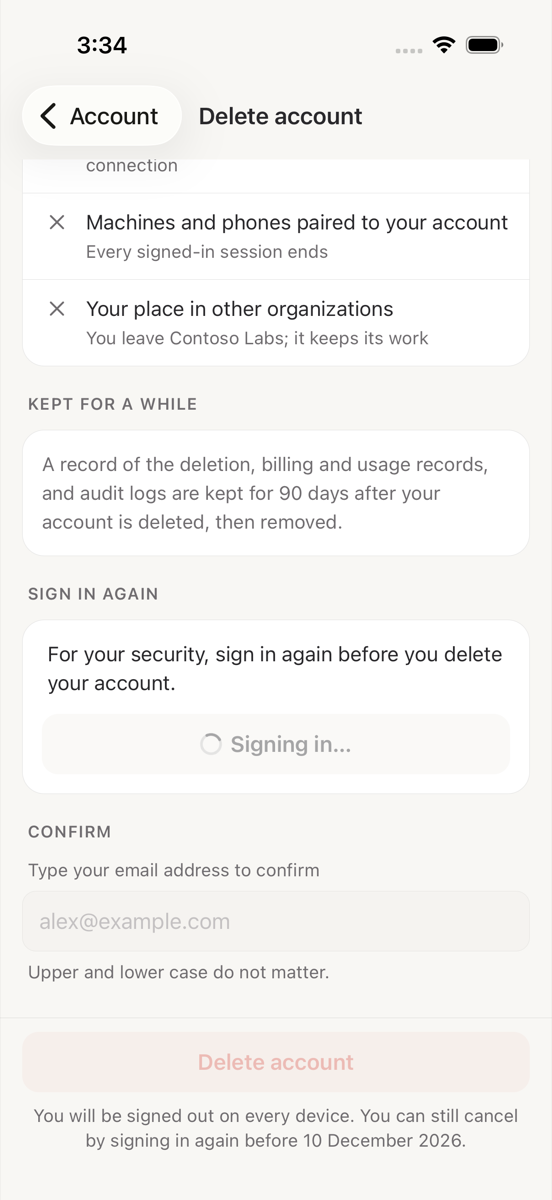 3:34
Account
Delete account
connection
Machines and phones paired to your account
Every signed-in session ends
Your place in other organizations
You leave Contoso Labs; it keeps its work
KEPT FOR A WHILE
A record of the deletion, billing and usage records,
and audit logs are kept for 90 days after your
account is deleted, then removed.
SIGN IN AGAIN
For your security, sign in again before you delete
your account.
Signing in...
CONFIRM
Type your email address to confirm
alex@example.com
Upper and lower case do not matter.
Delete account
You will be signed out on every device. You can still cancel
by signing in again before 10 December 2026.